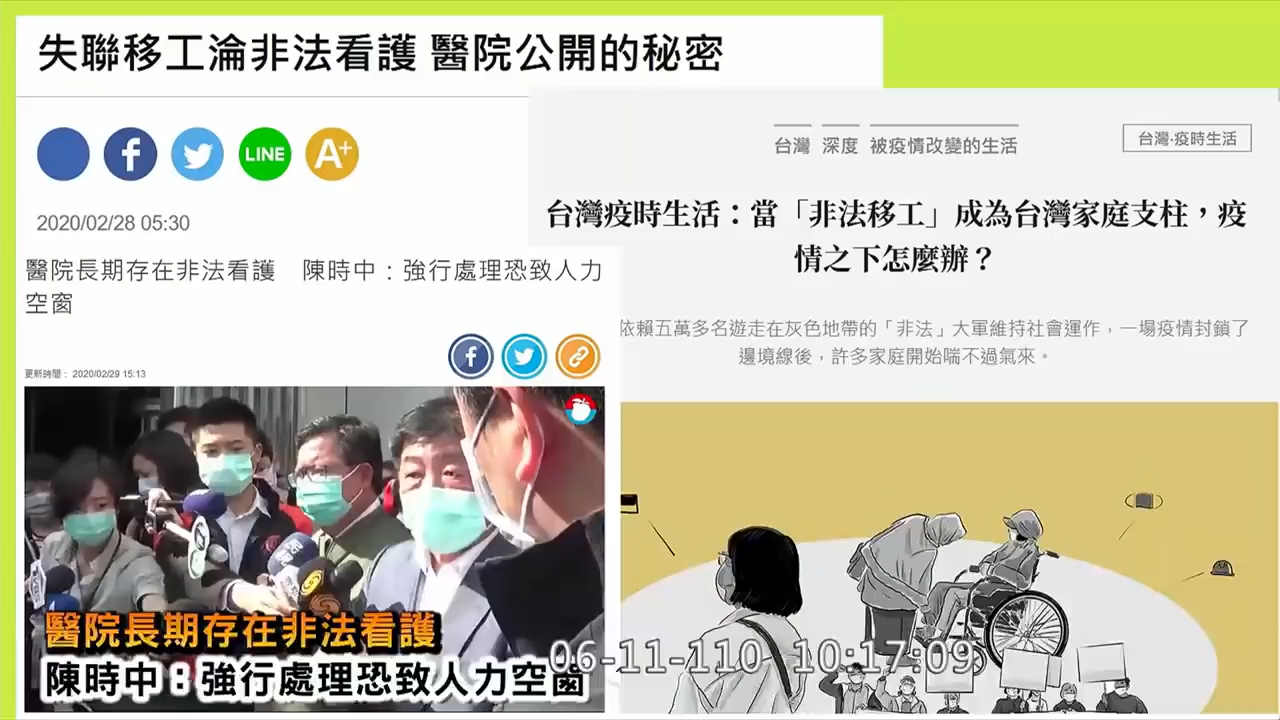 失聯移工淪非法看護 醫院公開的秘密
LINE
A+
2020/02/28 05:30
醫院長期存在非法看護 陳時中：強行處理恐致人力
空窗
更新時間： 2020/02/29 15:13
醫院長期存在非法看護
陳時中：強行處理恐致人力空窗
台灣 深度 被疫情改變的生活
台灣·疫時生活
台灣疫時生活：當「非法移工」成為台灣家庭支柱，疫
情之下怎麼辦？
依賴五萬多名遊走在灰色地帶的「非法」大軍維持社會運作，一場疫情封鎖了
邊境線後，許多家庭開始喘不過氣來。
06-11-110 10:17:09